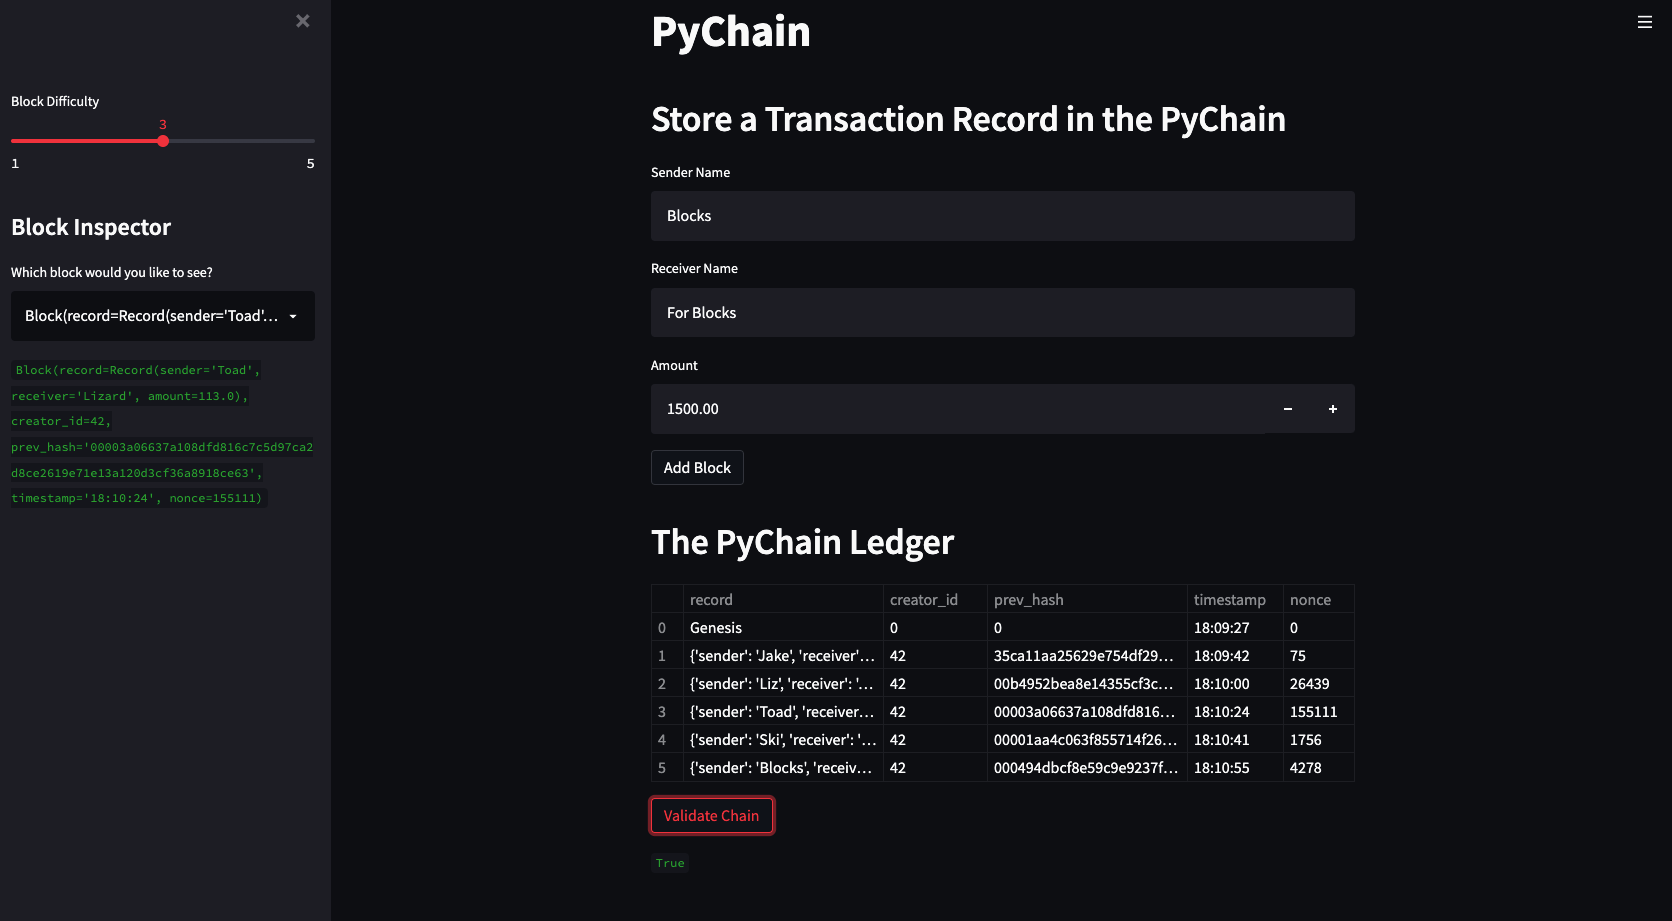 Block Difficulty
3
1 5
Block Inspector
Which block would you like to see?
Block(record=Record(sender='Toad'...
Block(record=Record(sender='Toad',
receiver='Lizard', amount=113.0),
creator_id=42,
prev_hash='00003a06637a108dfd816c7c5d97ca2
d8ce2619e71e13a120d3cf36a8918ce63',
timestamp='18:10:24', nonce=155111)
PyChain
Store a Transaction Record in the PyChain
Sender Name
Blocks
Receiver Name
For Blocks
Amount
1500.00
Add Block
The PyChain Ledger
record creator_id prev_hash timestamp nonce
0 Genesis 0 0 18:09:27 0
1 {'sender': 'Jake', 'receiver'... 42 35ca11aa25629e754df29... 18:09:42 75
2 {'sender': 'Liz', 'receiver': '... 42 00b4952bea8e14355cf3c... 18:10:00 26439
3 {'sender': 'Toad', 'receiver... 42 00003a06637a108dfd816... 18:10:24 155111
4 {'sender': 'Ski', 'receiver': '... 42 00001aa4c063f855714f26... 18:10:41 1756
5 {'sender': 'Blocks', 'receiv... 42 000494dbcf8e59c9e9237f... 18:10:55 4278
Validate Chain
True